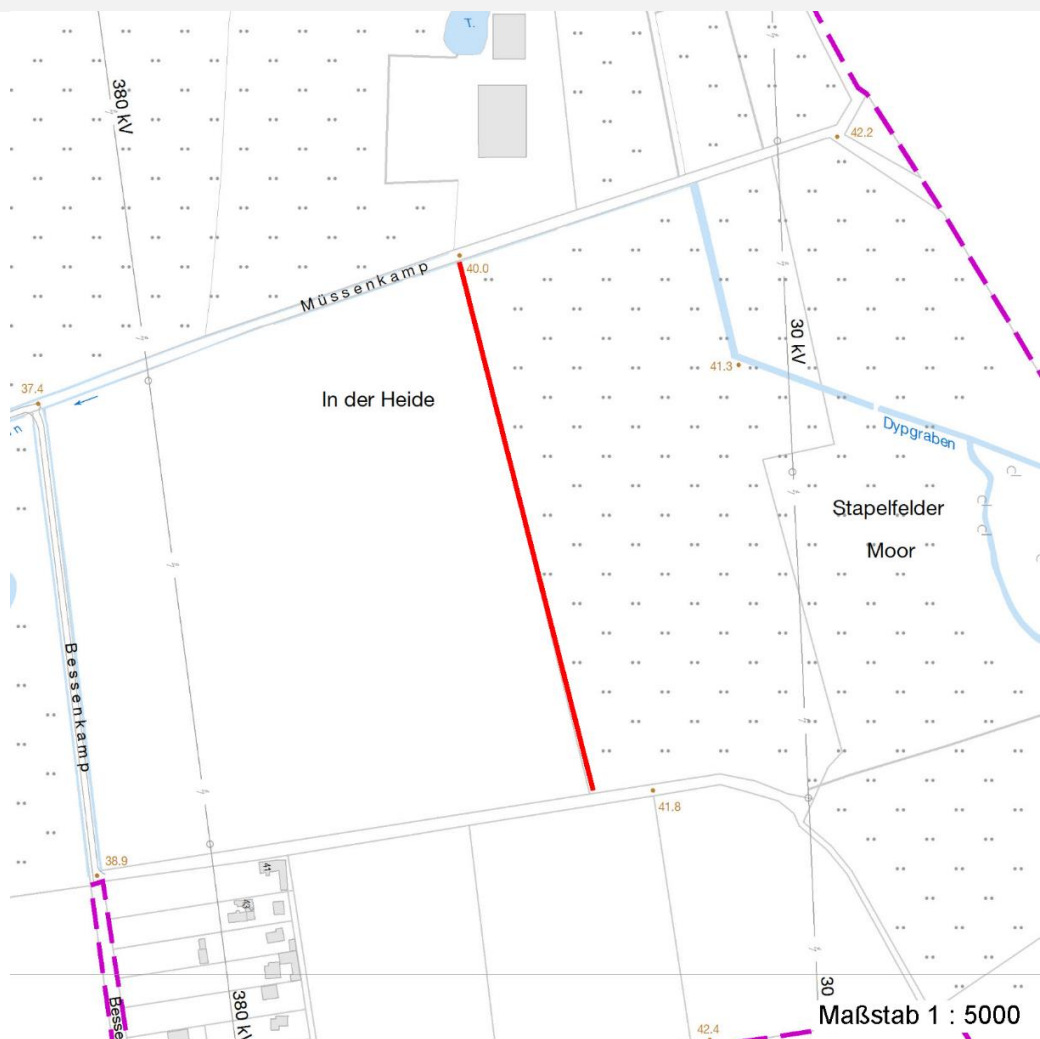 T.
380 kV
42.2
40.0
Müssenkamp
30 kV
41.3
37.4
In der Heide
Dypgraben
n
Stapelfelder
Moor
Bessenkamp
41.8
38.9
41
43
380 kV
Besse
30
42.4
Maßstab 1 : 5000